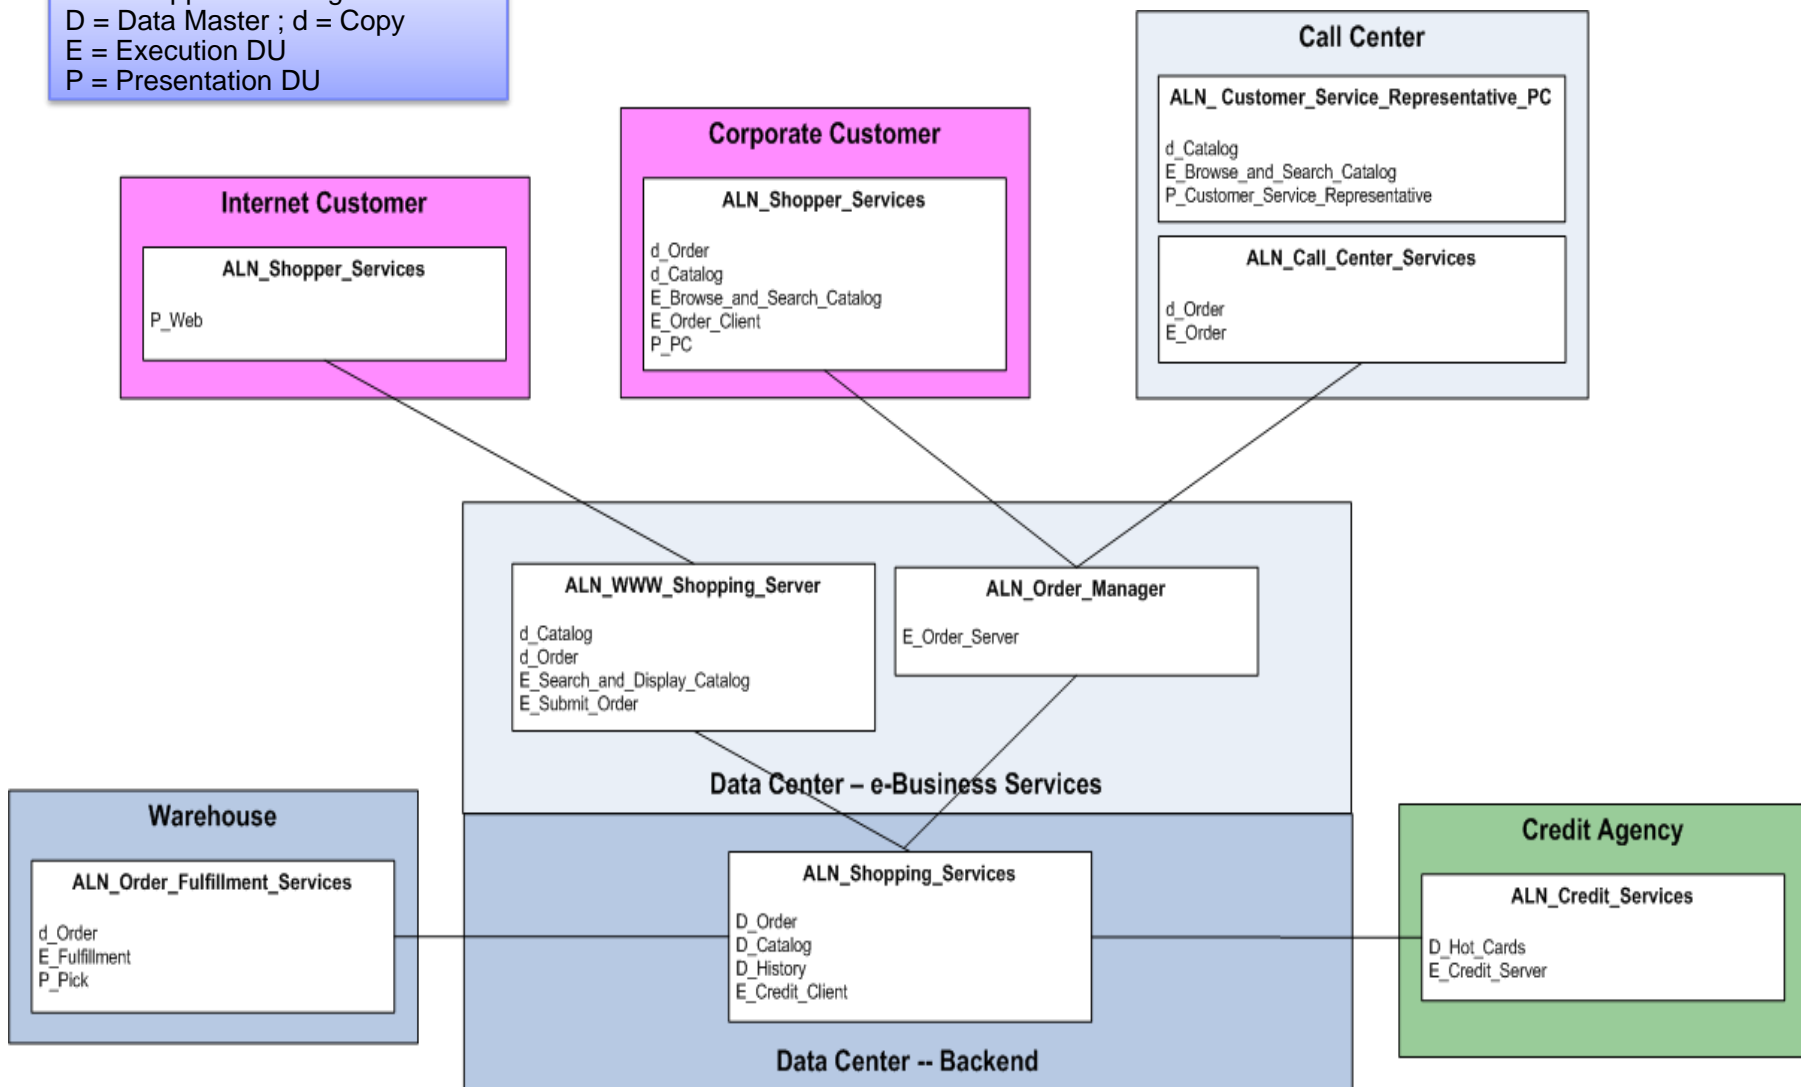 D = Data Master ; d = Copy
E = Execution DU
P = Presentation DU
Call Center
ALN_ Customer_Service_Representative_PC
d_Catalog
E_Browse_and_Search_Catalog
P_Customer_Service_Representative
ALN_Call_Center_Services
d_Order
E_Order
Corporate Customer
ALN_Shopper_Services
d_Order
d_Catalog
E_Browse_and_Search_Catalog
E_Order_Client
P_PC
Internet Customer
ALN_Shopper_Services
P_Web
ALN_WWW_Shopping_Server
d_Catalog
d_Order
E_Search_and_Display_Catalog
E_Submit_Order
ALN_Order_Manager
E_Order_Server
Data Center – e-Business Services
Warehouse
ALN_Order_Fulfillment_Services
d_Order
E_Fulfillment
P_Pick
ALN_Shopping_Services
D_Order
D_Catalog
D_History
E_Credit_Client
Data Center -- Backend
Credit Agency
ALN_Credit_Services
D_Hot_Cards
E_Credit_Server